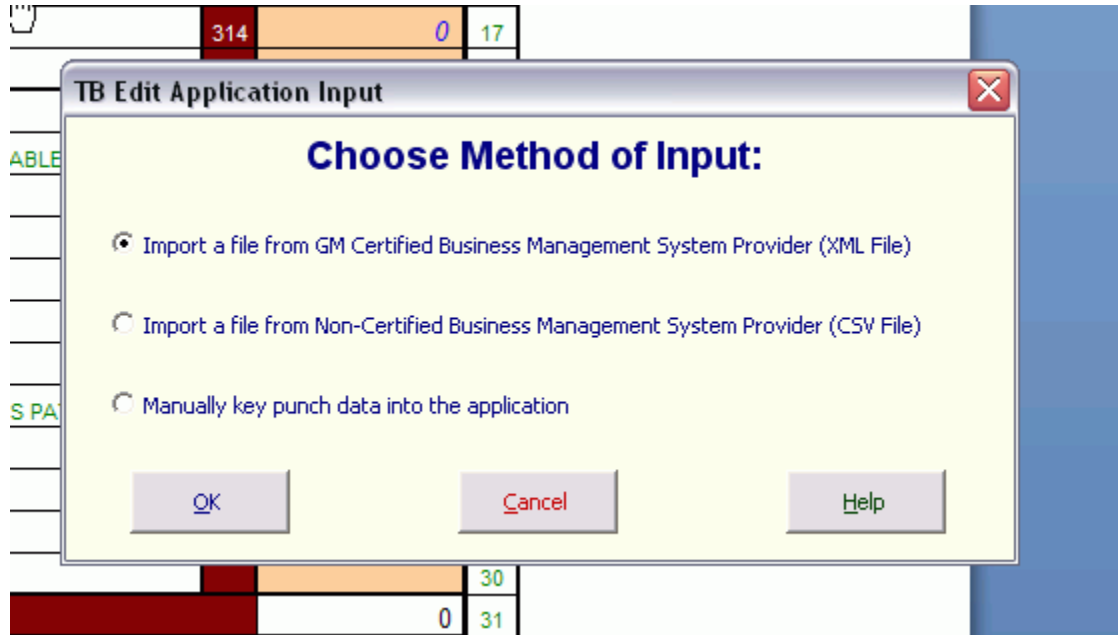 314 0 17
TB Edit Application Input
Choose Method of Input:
ABLE
Import a file from GM Certified Business Management System Provider (XML File)
Import a file from Non-Certified Business Management System Provider (CSV File)
S PA
Manually key punch data into the application
OK Cancel Help
30
0 31